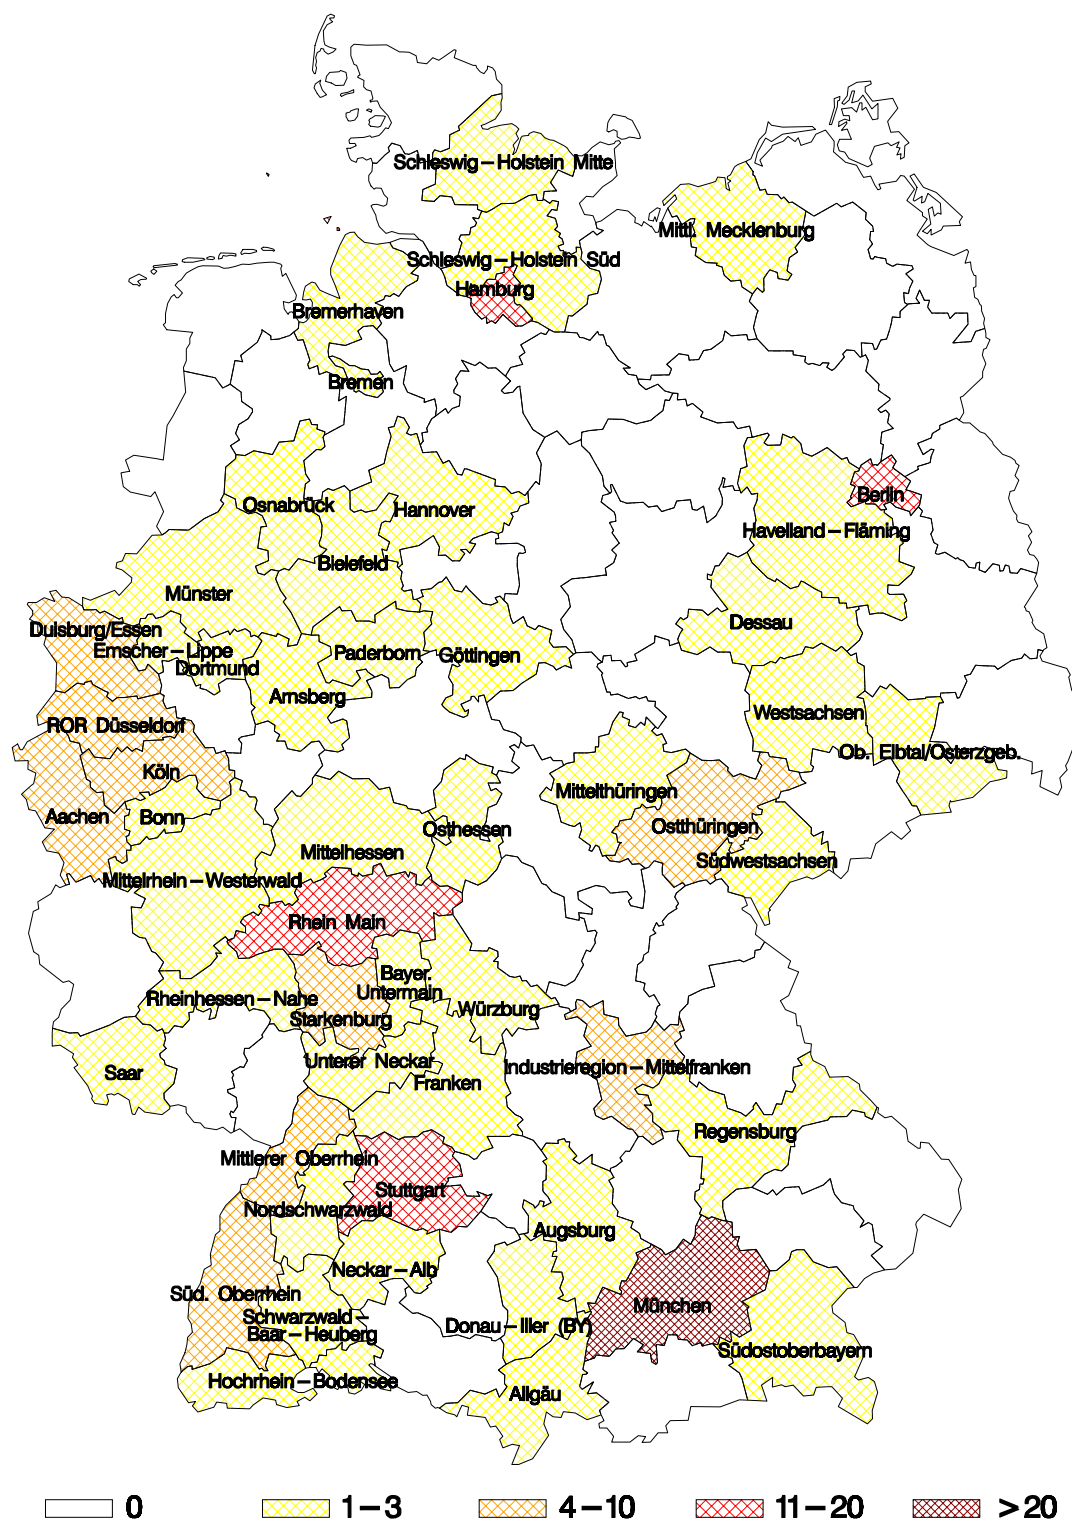 Schleswig–Holstein Mitte
Mittl. Mecklenburg
Schleswig–Holstein Süd
Hamburg
Bremerhaven
Bremen
Berlin
Osnabrück
Hannover
Havelland–Fläming
Bielefeld
Münster
Dessau
Duisburg/Essen
Emscher–Lippe
Paderborn
Göttingen
Dortmund
Arnsberg
Westsachsen
ROR Düsseldorf
Ob. Elbtal/Osterzgeb.
Köln
Mittelthüringen
Aachen
Bonn
Ostthüringen
Osthessen
Mittelhessen
Südwestsachsen
Mittelrhein–Westerwald
Rhein Main
Bayer.
Untermain
Rheinhessen–Nahe
Würzburg
Starkenburg
Unterer Neckar
Industrieregion–Mittelfranken
Saar
Franken
Regensburg
Mittlerer Oberrhein
Stuttgart
Nordschwarzwald
Augsburg
Neckar–Alb
Süd. Oberrhein
München
Schwarzwald–
Baar–Heuberg
Donau–Iller (BY)
Südostoberbayern
Hochrhein–Bodensee
Allgäu
0 1–3 4–10 11–20 >20